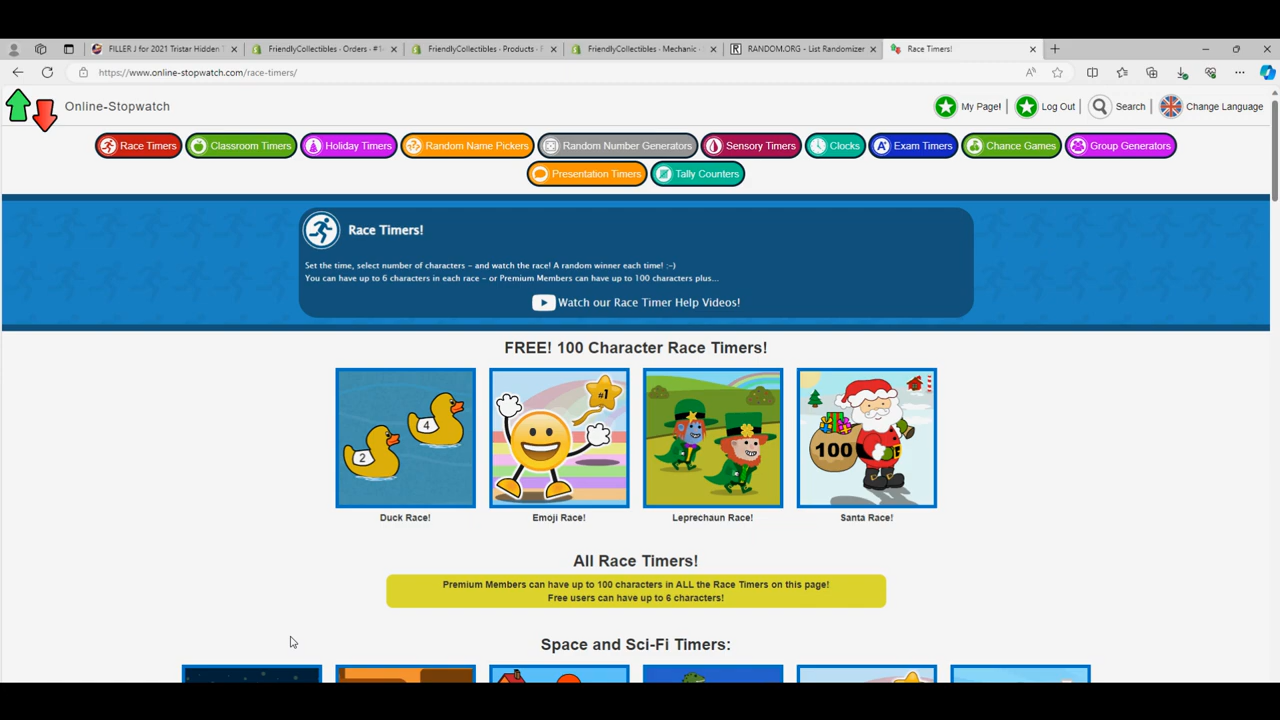 FILLER J for 2021 Tristar Hidden
FriendlyCollectibles · Orders · #1
FriendlyCollectibles · Products · F
FriendlyCollectibles · Mechanic ·
RANDOM.ORG - List Randomizer
Race Timers!
https://www.online-stopwatch.com/race-timers/
Online-Stopwatch
My Page! |
Log Out |
Search |
Change Language
Race Timers
Classroom Timers
Holiday Timers
Random Name Pickers
Random Number Generators
Sensory Timers
Clocks
Exam Timers
Chance Games
Group Generators
Presentation Timers
Tally Counters
Race Timers!
Set the time, select number of characters - and watch the race! A random winner each time! :-)
You can have up to 6 characters in each race - or Premium Members can have up to 100 characters plus...
Watch our Race Timer Help Videos!
FREE! 100 Character Race Timers!
2
4
#1
100
Duck Race!
Emoji Race!
Leprechaun Race!
Santa Race!
All Race Timers!
Premium Members can have up to 100 characters in ALL the Race Timers on this page!
Free users can have up to 6 characters!
Space and Sci-Fi Timers: